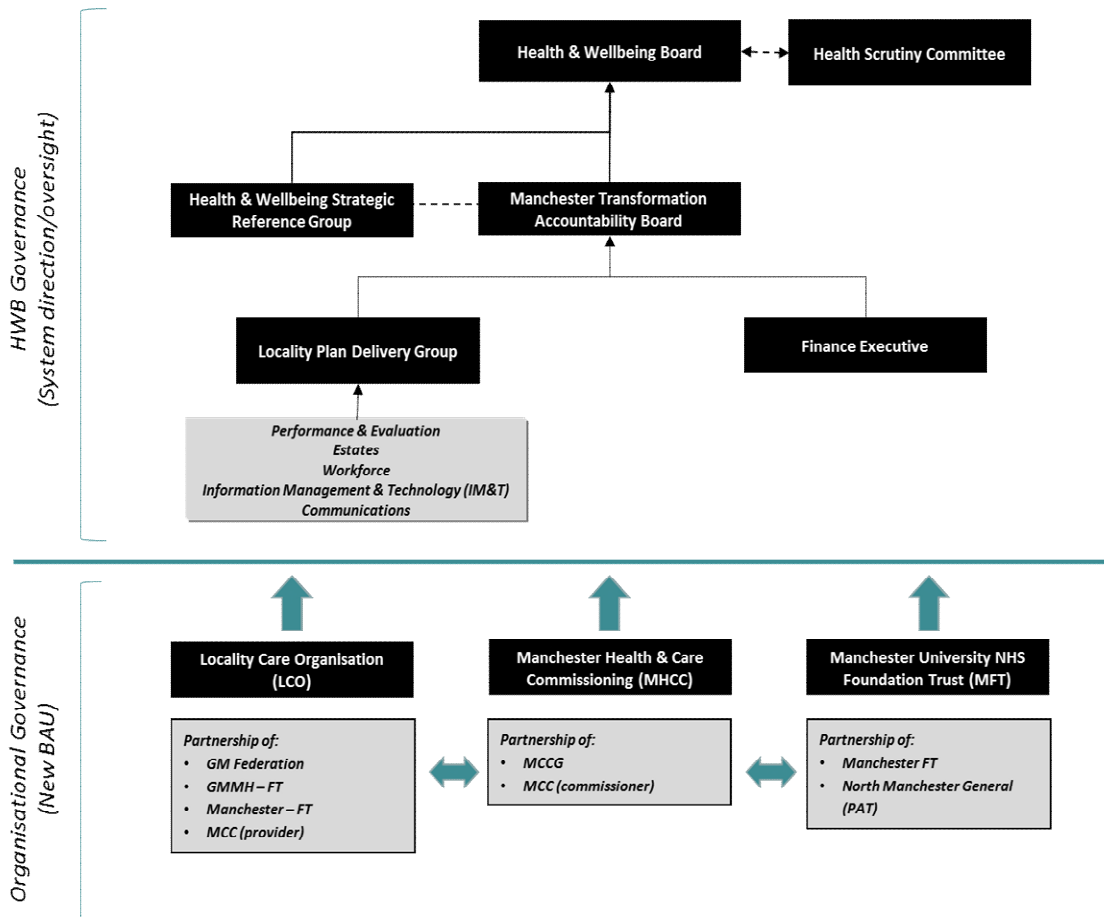 HWB Governance
(System direction/oversight)
Health & Wellbeing Board
Health Scrutiny Committee
Health & Wellbeing Strategic
Reference Group
Manchester Transformation
Accountability Board
Locality Plan Delivery Group
Finance Executive
Performance & Evaluation
Estates
Workforce
Information Management & Technology (IM&T)
Communications
Organisational Governance
(New BAU)
Locality Care Organisation
(LCO)
Manchester Health & Care
Commissioning (MHCC)
Manchester University NHS
Foundation Trust (MFT)
Partnership of:
• GM Federation
• GMMH – FT
• Manchester – FT
• MCC (provider)
Partnership of:
• MCCG
• MCC (commissioner)
Partnership of:
• Manchester FT
• North Manchester General
(PAT)